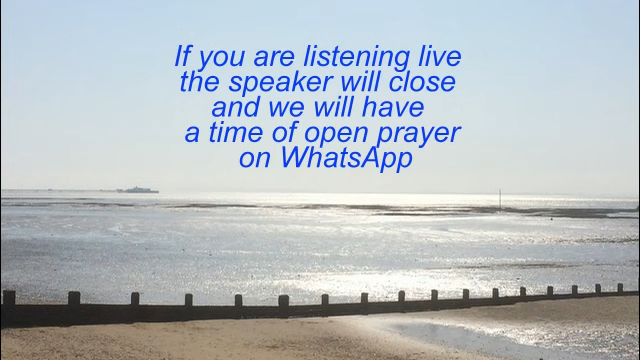 If you are listening live
the speaker will close
and we will have
a time of open prayer
on WhatsApp